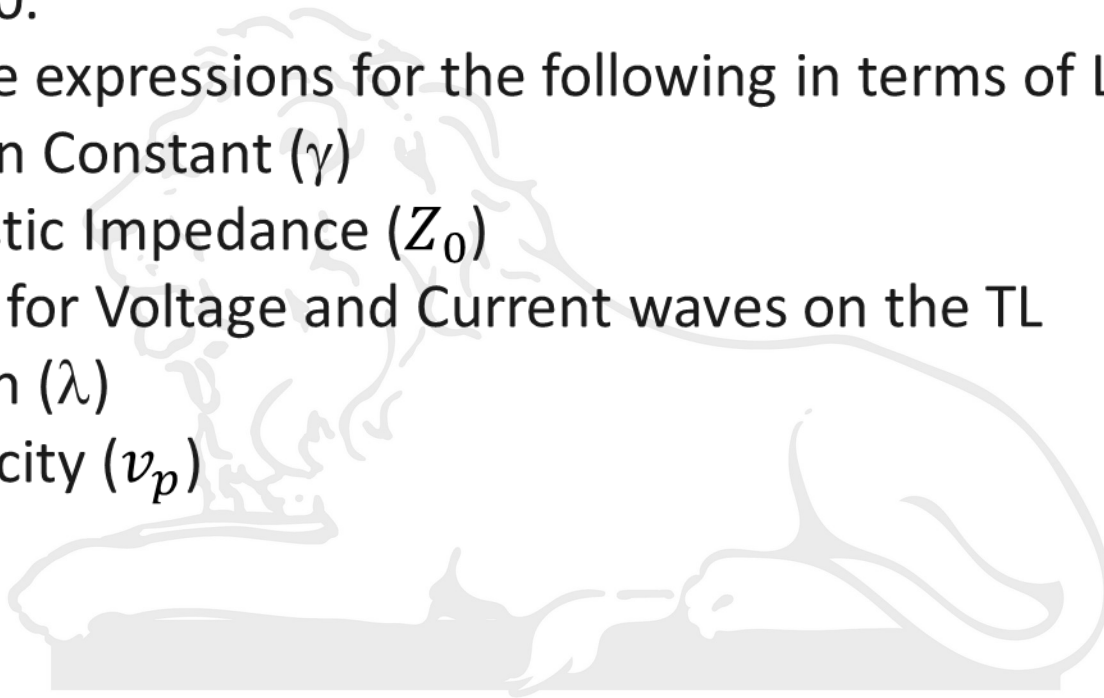 0.
e expressions for the following in terms of L
n Constant (γ)
tic Impedance (Z₀)
for Voltage and Current waves on the TL
n (λ)
city (vₚ)